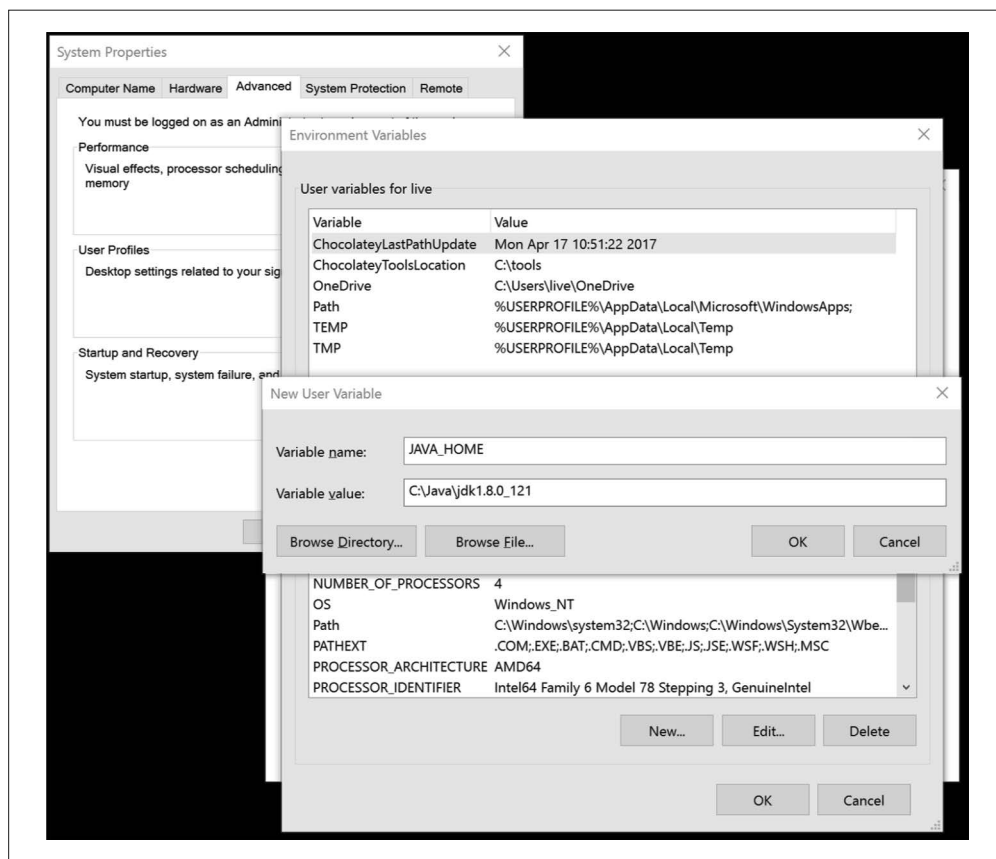 System Properties
Computer Name Hardware Advanced System Protection Remote
You must be logged on as an Admini
Performance
Visual effects, processor scheduling
memory
User Profiles
Desktop settings related to your sig
Startup and Recovery
System startup, system failure, and
Environment Variables
User variables for live
Variable Value
ChocolateyLastPathUpdate Mon Apr 17 10:51:22 2017
ChocolateyToolsLocation C:\tools
OneDrive C:\Users\live\OneDrive
Path %USERPROFILE%\AppData\Local\Microsoft\WindowsApps;
TEMP %USERPROFILE%\AppData\Local\Temp
TMP %USERPROFILE%\AppData\Local\Temp
New User Variable
Variable name: JAVA_HOME
Variable value: C:\Java\jdk1.8.0_121
Browse Directory... Browse File... OK Cancel
NUMBER_OF_PROCESSORS 4
OS Windows_NT
Path C:\Windows\system32;C:\Windows;C:\Windows\System32\Wbe...
PATHEXT .COM;.EXE;.BAT;.CMD;.VBS;.VBE;.JS;.JSE;.WSF;.WSH;.MSC
PROCESSOR_ARCHITECTURE AMD64
PROCESSOR_IDENTIFIER Intel64 Family 6 Model 78 Stepping 3, GenuineIntel
New... Edit... Delete
OK Cancel